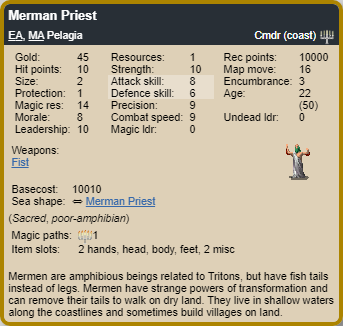 Merman Priest
EA, MA Pelagia Cmdr (coast)
Gold: 45 Resources: 1 Rec points: 10000
Hit points: 10 Strength: 10 Map move: 16
Size: 2 Attack skill: 8 Encumbrance: 3
Protection: 1 Defence skill: 6 Age: 22
Magic res: 14 Precision: 9 (50)
Morale: 8 Combat speed: 9 Undead ldr: 0
Leadership: 10 Magic ldr: 0
Weapons:
Fist
Basecost: 10010
Sea shape: ⇔ Merman Priest
(Sacred, poor-amphibian)
Magic paths: 1
Item slots: 2 hands, head, body, feet, 2 misc
Mermen are amphibious beings related to Tritons, but have fish tails
instead of legs. Mermen have strange powers of transformation and
can remove their tails to walk on dry land. They live in shallow waters
along the coastlines and sometimes build villages on land.